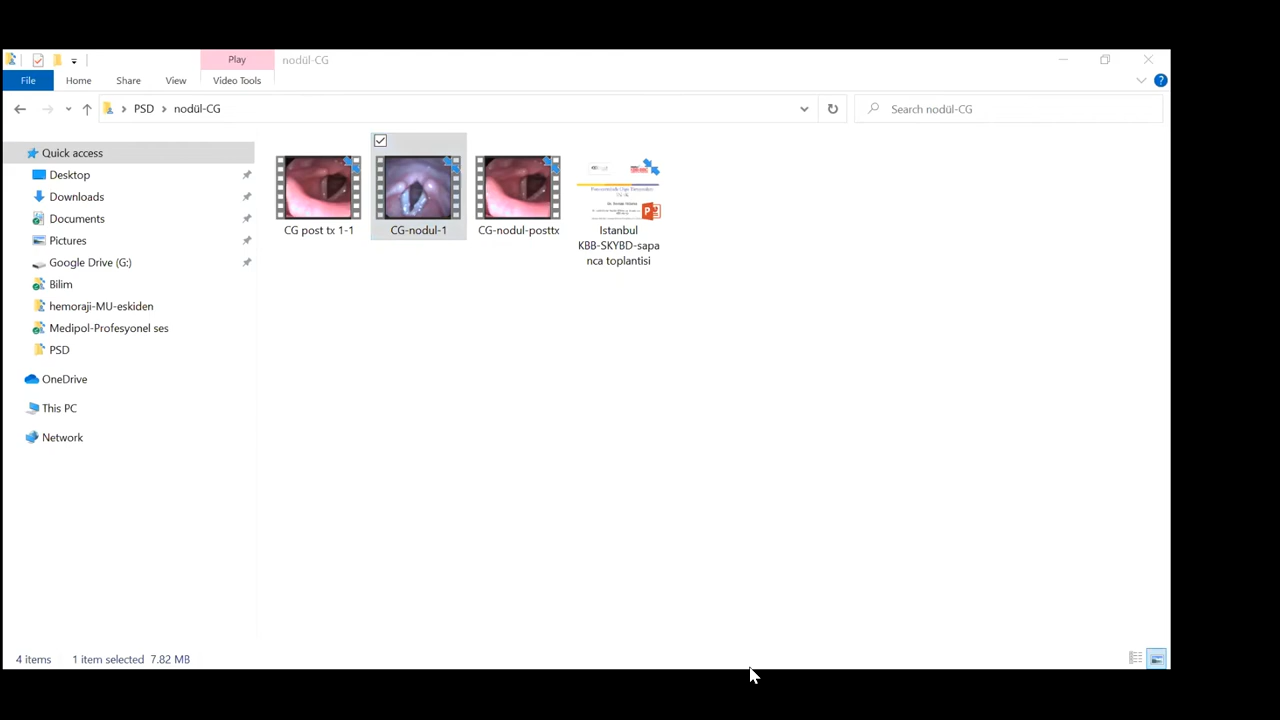 Play
nodül-CG
File
Home
Share
View
Video Tools
PSD
nodül-CG
Search nodül-CG
Quick access
Desktop
Downloads
Documents
Pictures
Google Drive (G:)
Bilim
hemoraji-MU-eskiden
Medipol-Profesyonel ses
PSD
OneDrive
This PC
Network
CG post tx 1-1
CG-nodul-1
CG-nodul-posttx
Istanbul
KBB-SKYBD-sapa
nca toplantisi
4 items
1 item selected 7.82 MB